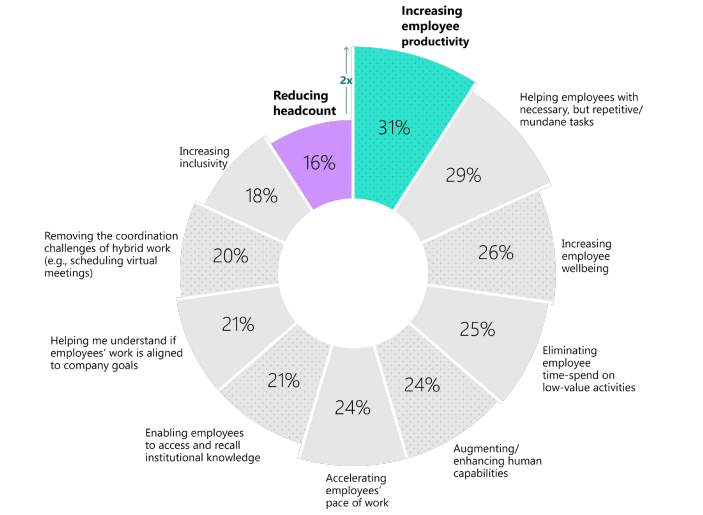 Increasing
employee
productivity
31%
Helping employees with
necessary, but repetitive/
mundane tasks
29%
Increasing
employee
wellbeing
26%
Eliminating
employee
time-spend on
low-value activities
25%
Augmenting/
enhancing human
capabilities
24%
Accelerating
employees'
pace of work
24%
Enabling employees
to access and recall
institutional knowledge
21%
Helping me understand if
employees' work is aligned
to company goals
21%
Removing the coordination
challenges of hybrid work
(e.g., scheduling virtual
meetings)
20%
Increasing
inclusivity
18%
Reducing
headcount
16%
2x